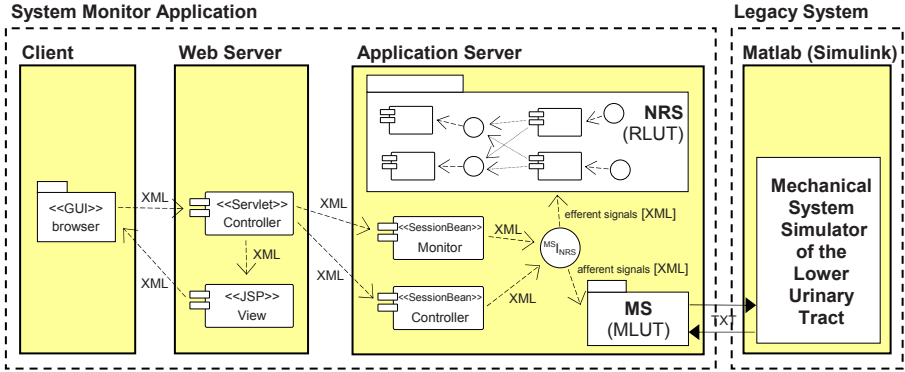 System Monitor Application
Legacy System
Client
Web Server
Application Server
Matlab (Simulink)
NRS
(RLUT)
<<GUI>>
browser
XML
<<Servlet>>
Controller
XML
XML
XML
<<JSP>>
View
XML
XML
<<SessionBean>>
Monitor
XML
<<SessionBean>>
Controller
XML
efferent signals [XML]
MSINRS
afferent signals [XML]
MS
(MLUT)
TXT
Mechanical
System
Simulator
of the
Lower
Urinary
Tract